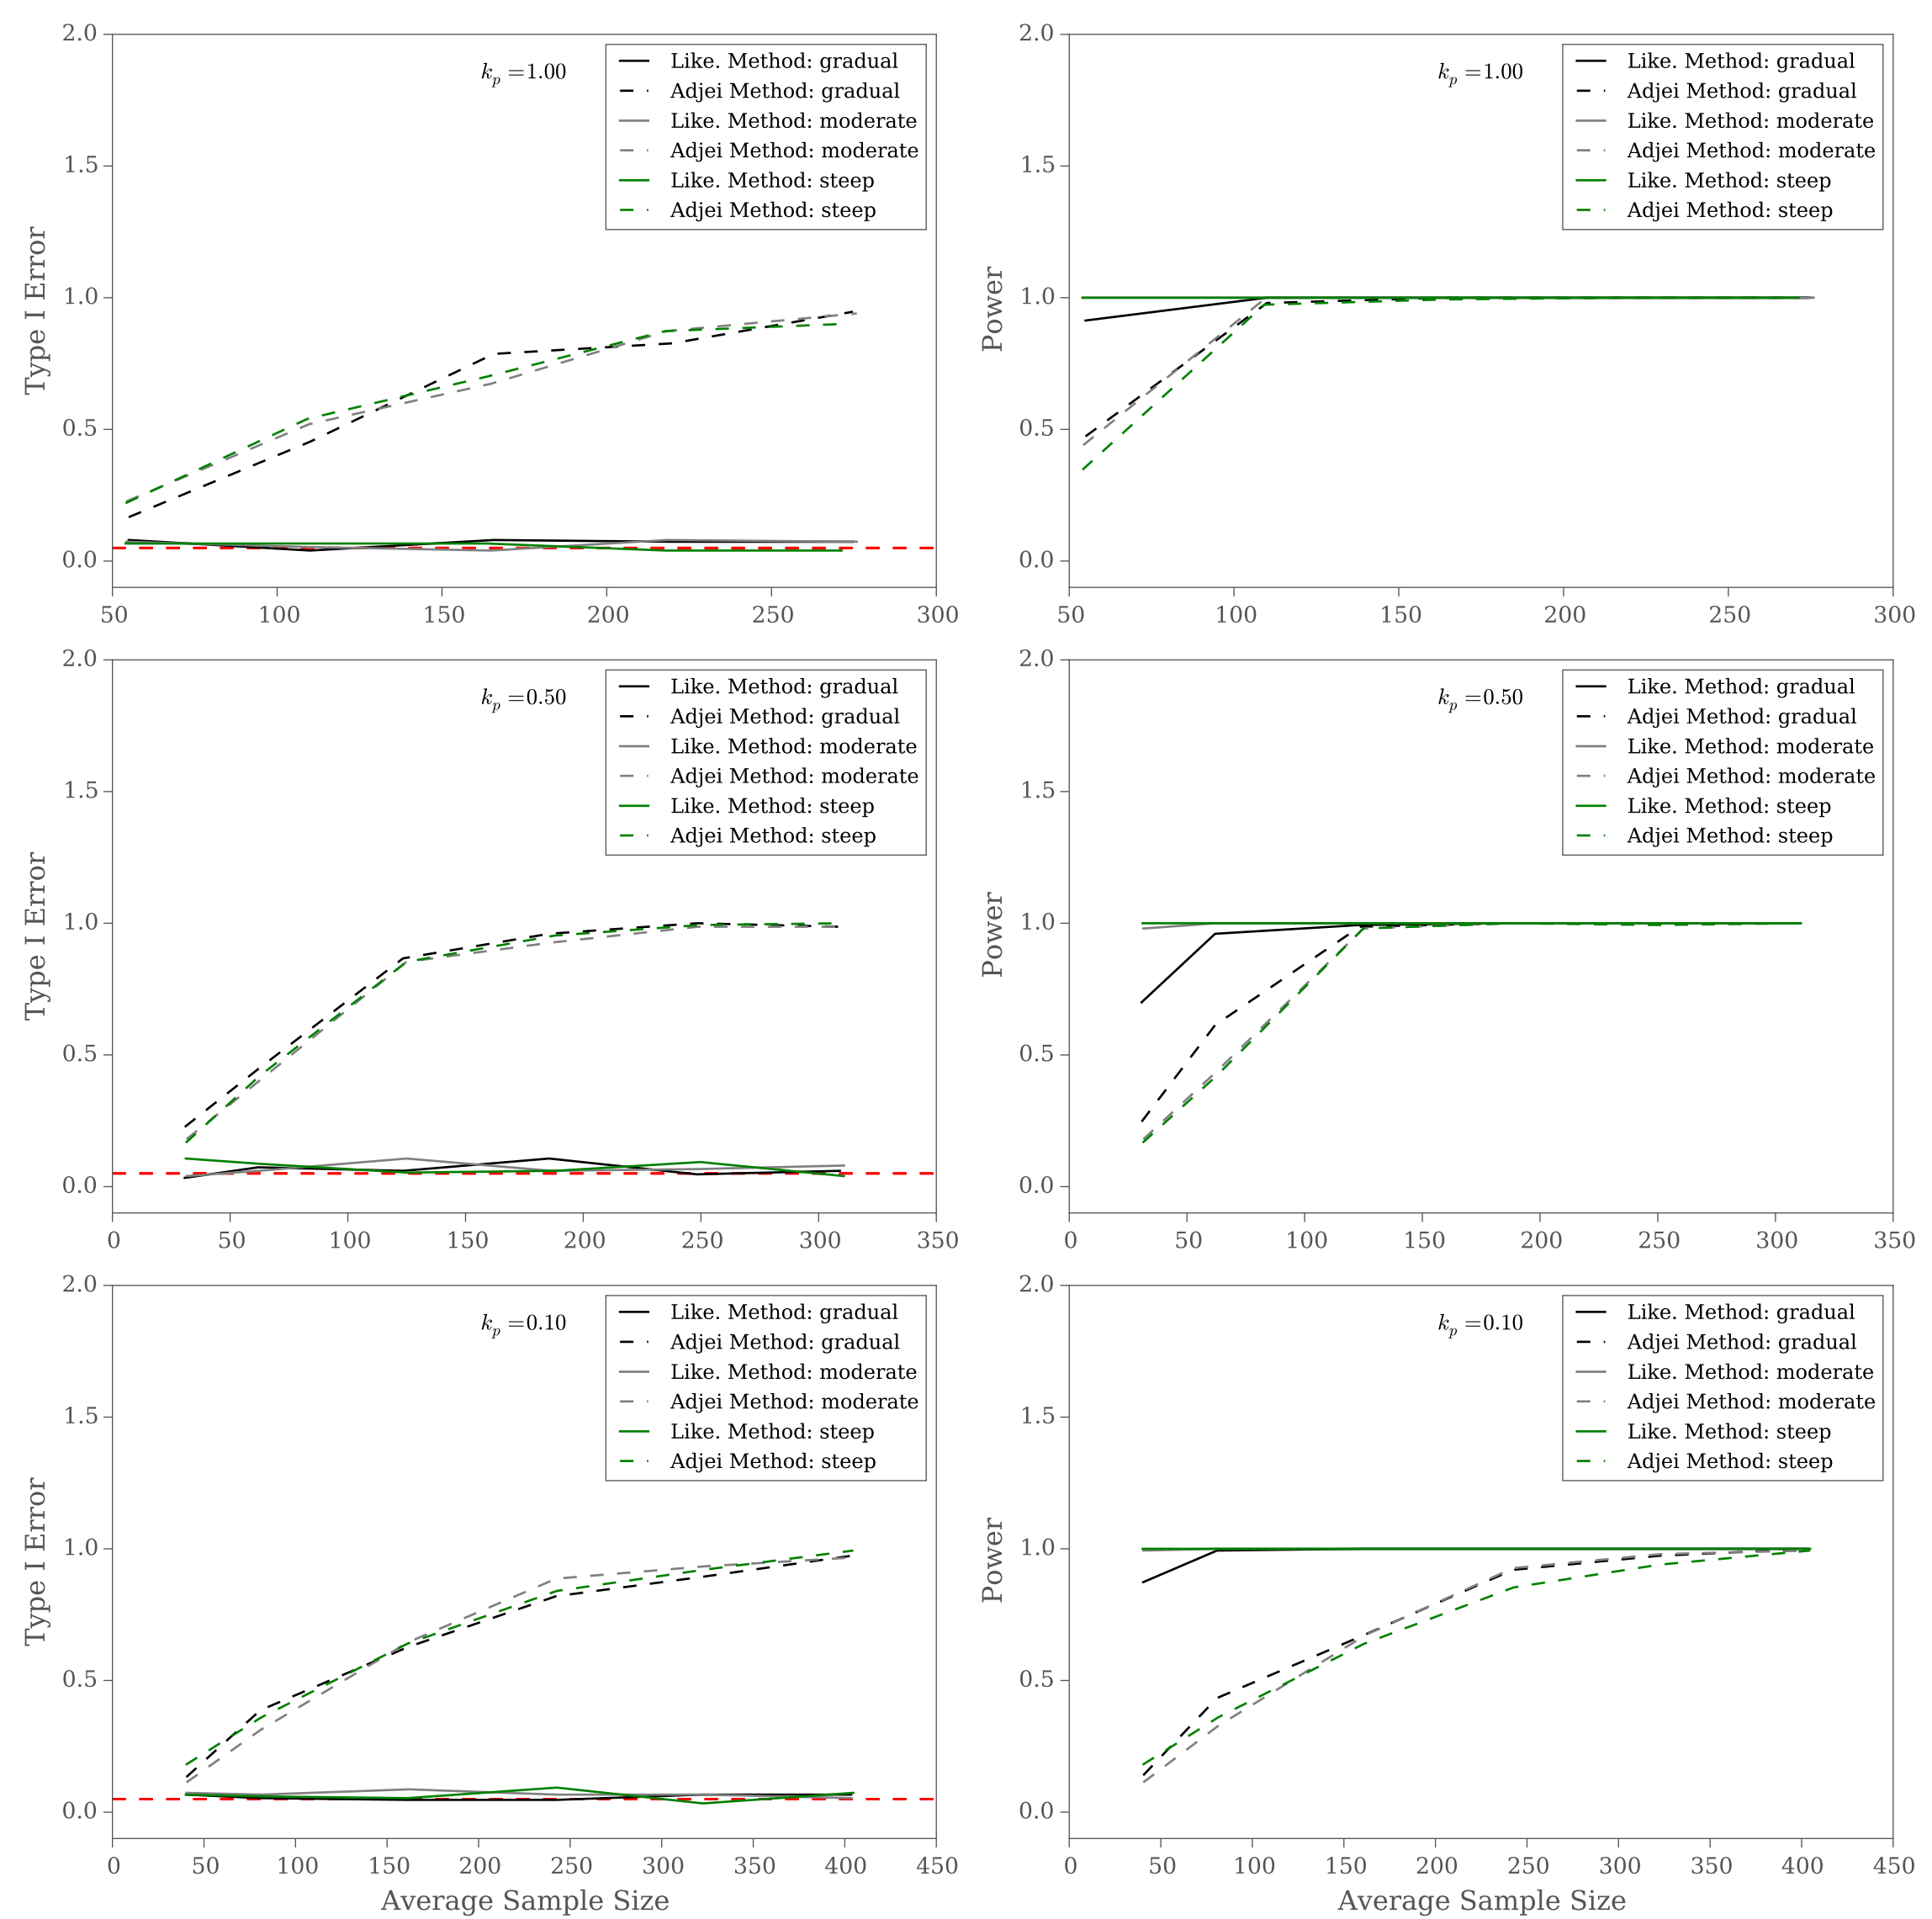 2.0
1.5
1.0
0.5
0.0
Type I Error
k_p = 1.00
Like. Method: gradual
Adjei Method: gradual
Like. Method: moderate
Adjei Method: moderate
Like. Method: steep
Adjei Method: steep
50 100 150 200 250 300
2.0
1.5
1.0
0.5
0.0
Power
k_p = 1.00
Like. Method: gradual
Adjei Method: gradual
Like. Method: moderate
Adjei Method: moderate
Like. Method: steep
Adjei Method: steep
50 100 150 200 250 300
2.0
1.5
1.0
0.5
0.0
Type I Error
k_p = 0.50
Like. Method: gradual
Adjei Method: gradual
Like. Method: moderate
Adjei Method: moderate
Like. Method: steep
Adjei Method: steep
0 50 100 150 200 250 300 350
2.0
1.5
1.0
0.5
0.0
Power
k_p = 0.50
Like. Method: gradual
Adjei Method: gradual
Like. Method: moderate
Adjei Method: moderate
Like. Method: steep
Adjei Method: steep
0 50 100 150 200 250 300 350
2.0
1.5
1.0
0.5
0.0
Type I Error
k_p = 0.10
Like. Method: gradual
Adjei Method: gradual
Like. Method: moderate
Adjei Method: moderate
Like. Method: steep
Adjei Method: steep
0 50 100 150 200 250 300 350 400 450
Average Sample Size
2.0
1.5
1.0
0.5
0.0
Power
k_p = 0.10
Like. Method: gradual
Adjei Method: gradual
Like. Method: moderate
Adjei Method: moderate
Like. Method: steep
Adjei Method: steep
0 50 100 150 200 250 300 350 400 450
Average Sample Size